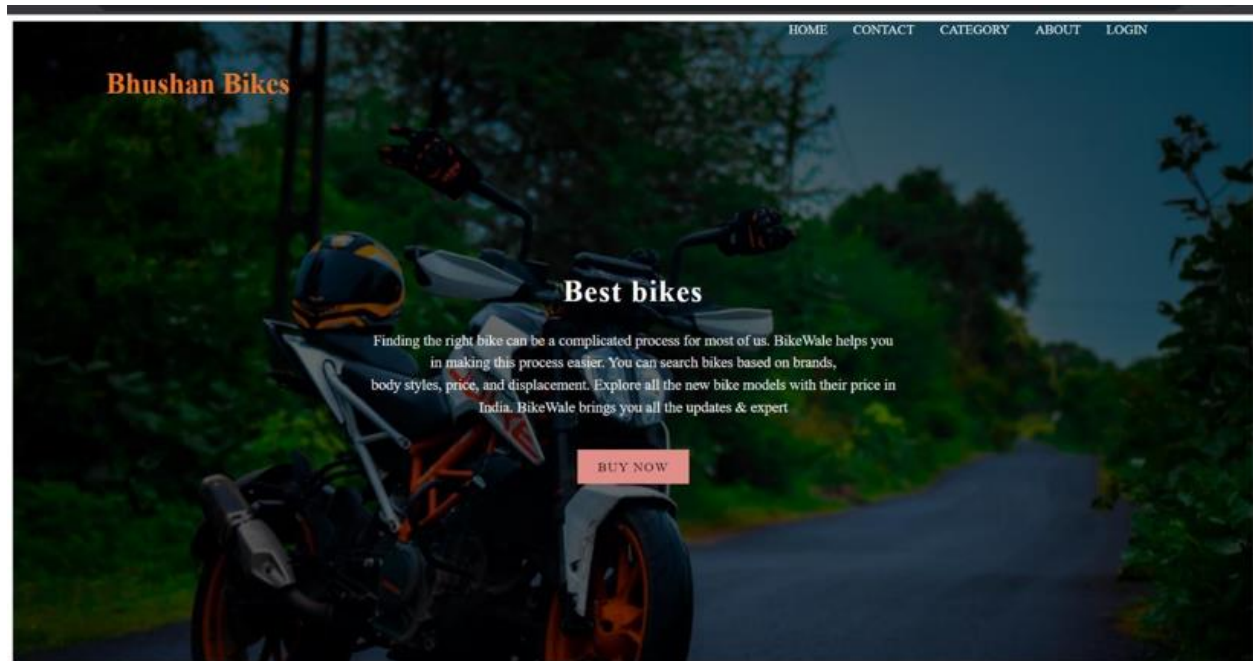 HOME CONTACT CATEGORY ABOUT LOGIN
Bhushan Bikes
Best bikes
Finding the right bike can be a complicated process for most of us. BikeWale helps you
in making this process easier. You can search bikes based on brands,
body styles, price, and displacement. Explore all the new bike models with their price in
India. BikeWale brings you all the updates & expert
BUY NOW